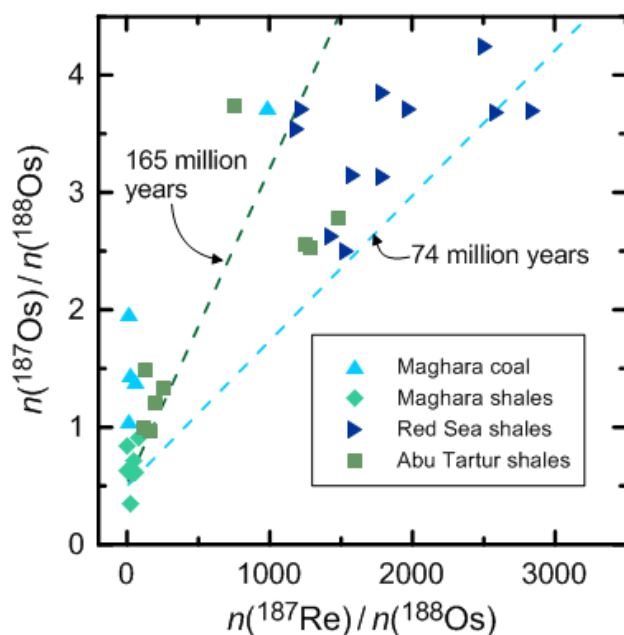 4
3
2
1
0
n(¹⁸⁷Os) / n(¹⁸⁸Os)
165 million
years
74 million years
Maghara coal
Maghara shales
Red Sea shales
Abu Tartur shales
0
1000
2000
3000
n(¹⁸⁷Re) / n(¹⁸⁸Os)